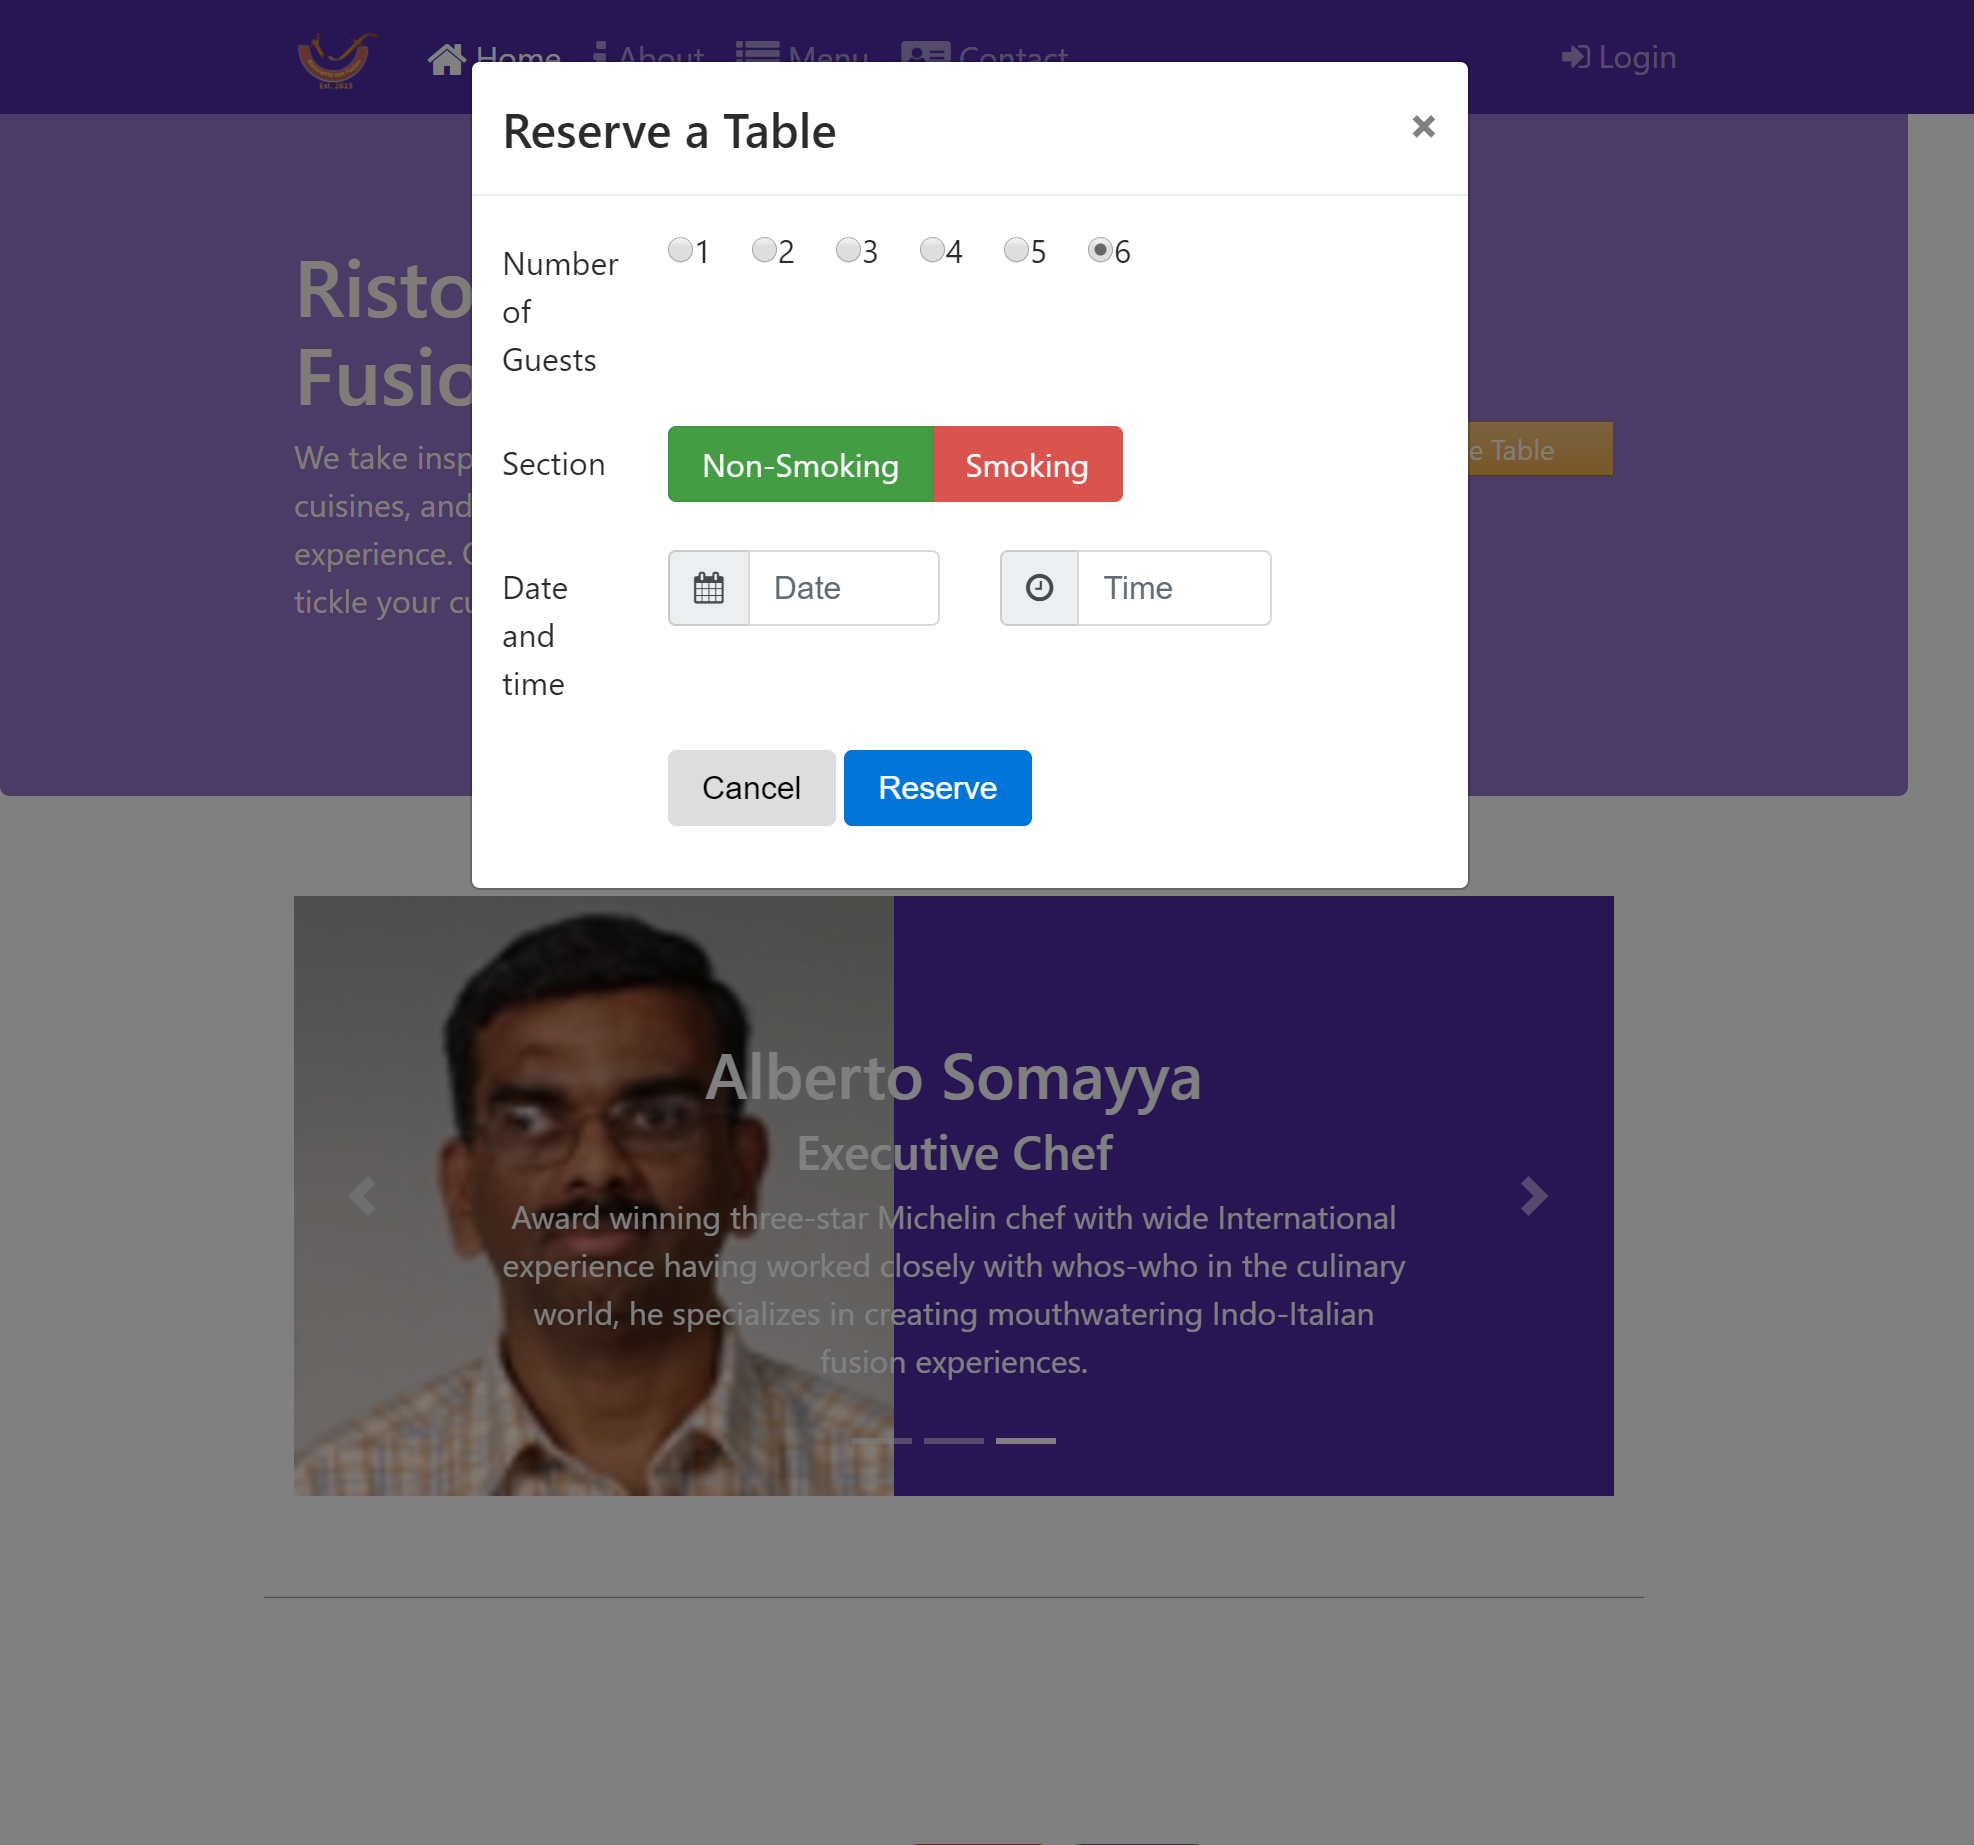 Home About Menu Contact Login
Est. 2013
Reserve a Table
×
Number of Guests
1 2 3 4 5 6
Section
Non-Smoking Smoking
Date and time
Date Time
Cancel Reserve
Risto
Fusio
We take insp
cuisines, and
experience. C
tickle your cu
e Table
Alberto Somayya
Executive Chef
Award winning three-star Michelin chef with wide International
experience having worked closely with whos-who in the culinary
world, he specializes in creating mouthwatering Indo-Italian
fusion experiences.